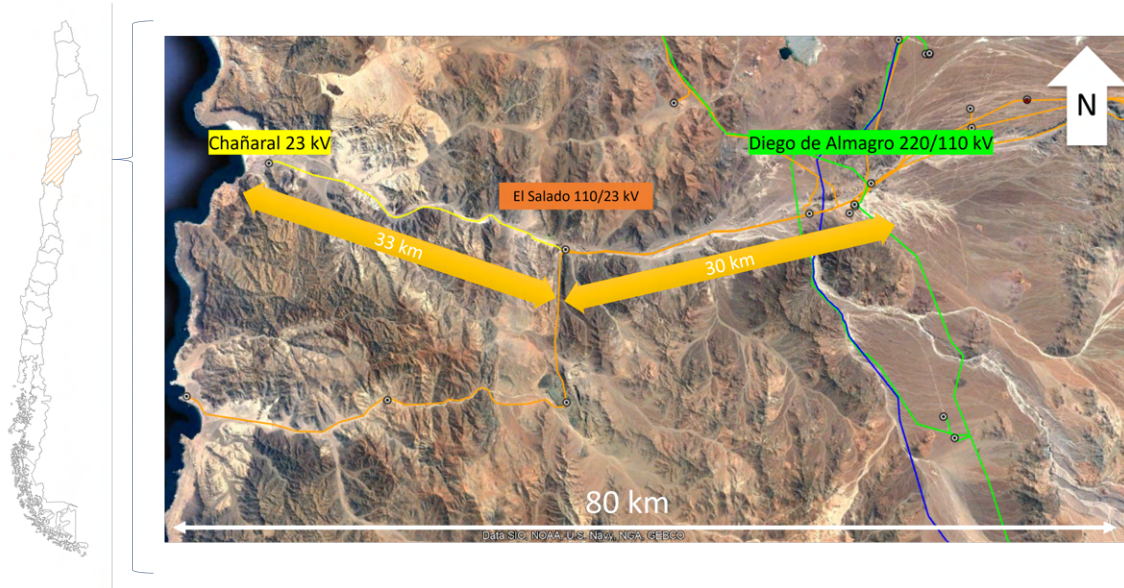 N
Chañaral 23 kV
Diego de Almagro 220/110 kV
El Salado 110/23 kV
33 km
30 km
80 km
Data SIO, NOAA, U.S. Navy, NGA, GEBCO